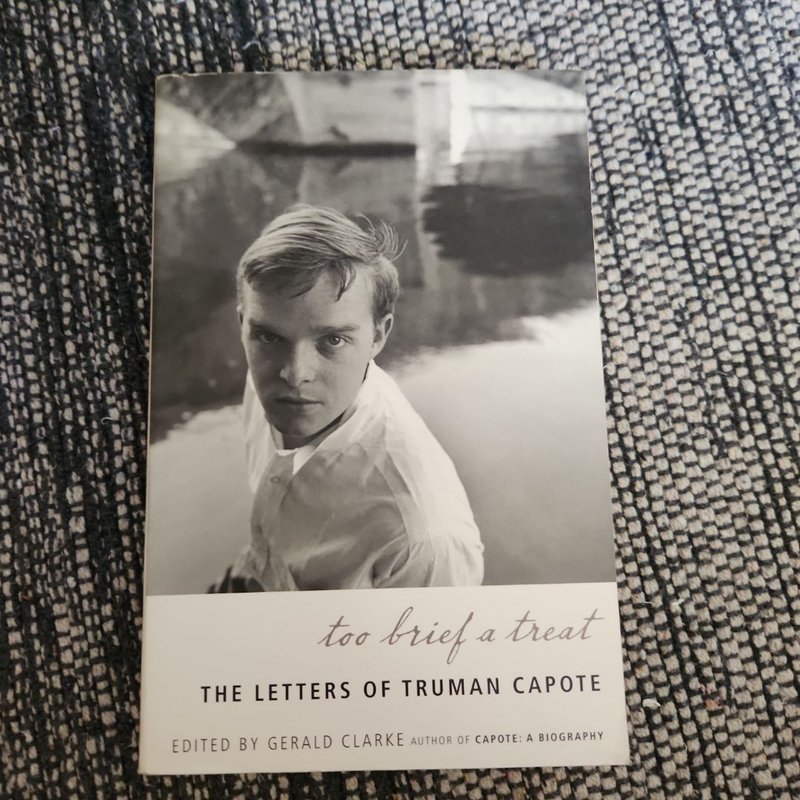 too brief a treat
THE LETTERS OF TRUMAN CAPOTE
EDITED BY GERALD CLARKE AUTHOR OF CAPOTE: A BIOGRAPHY